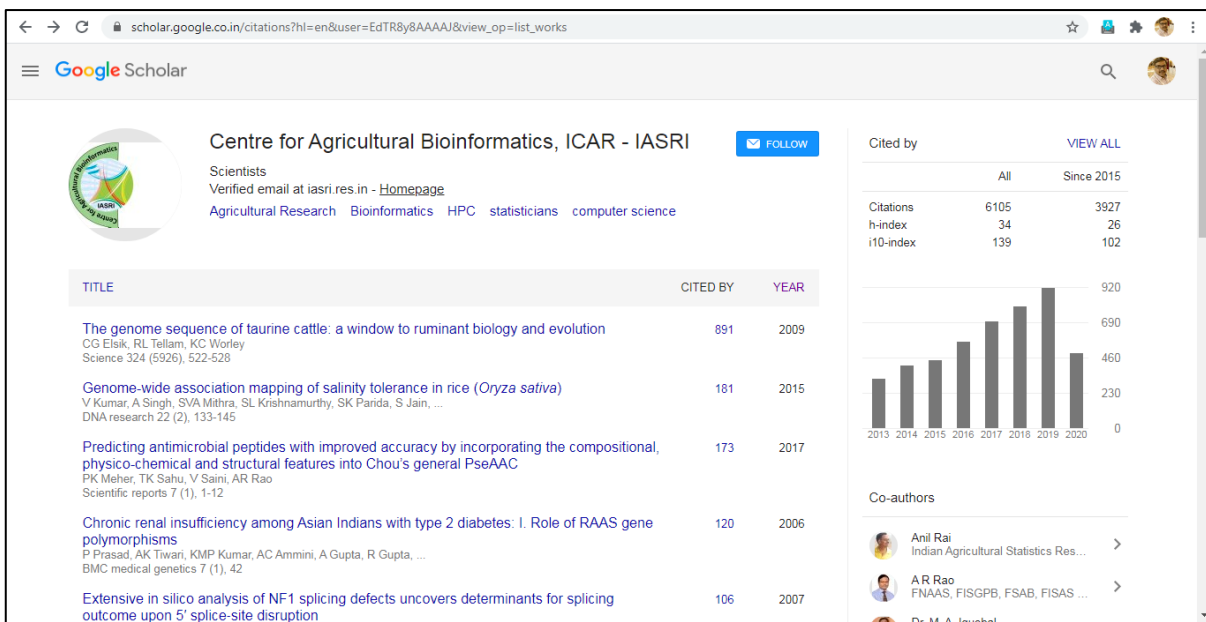 scholar.google.co.in/citations?hl=en&user=EdTR8y8AAAAJ&view_op=list_works
Google Scholar
Centre for Agricultural Bioinformatics
IASRI
Centre for Agricultural Bioinformatics, ICAR - IASRI
FOLLOW
Scientists
Verified email at iasri.res.in - Homepage
Agricultural Research Bioinformatics HPC statisticians computer science
TITLE CITED BY YEAR
The genome sequence of taurine cattle: a window to ruminant biology and evolution 891 2009
CG Elsik, RL Tellam, KC Worley
Science 324 (5926), 522-528
Genome-wide association mapping of salinity tolerance in rice (Oryza sativa) 181 2015
V Kumar, A Singh, SVA Mithra, SL Krishnamurthy, SK Parida, S Jain, ...
DNA research 22 (2), 133-145
Predicting antimicrobial peptides with improved accuracy by incorporating the compositional, 173 2017
physico-chemical and structural features into Chou's general PseAAC
PK Meher, TK Sahu, V Saini, AR Rao
Scientific reports 7 (1), 1-12
Chronic renal insufficiency among Asian Indians with type 2 diabetes: I. Role of RAAS gene 120 2006
polymorphisms
P Prasad, AK Tiwari, KMP Kumar, AC Ammini, A Gupta, R Gupta, ...
BMC medical genetics 7 (1), 42
Extensive in silico analysis of NF1 splicing defects uncovers determinants for splicing 106 2007
outcome upon 5′ splice-site disruption
Cited by VIEW ALL
All Since 2015
Citations 6105 3927
h-index 34 26
i10-index 139 102
920
690
460
230
0
2013 2014 2015 2016 2017 2018 2019 2020
Co-authors
Anil Rai
Indian Agricultural Statistics Res...
A R Rao
FNAAS, FISGPB, FSAB, FISAS ...